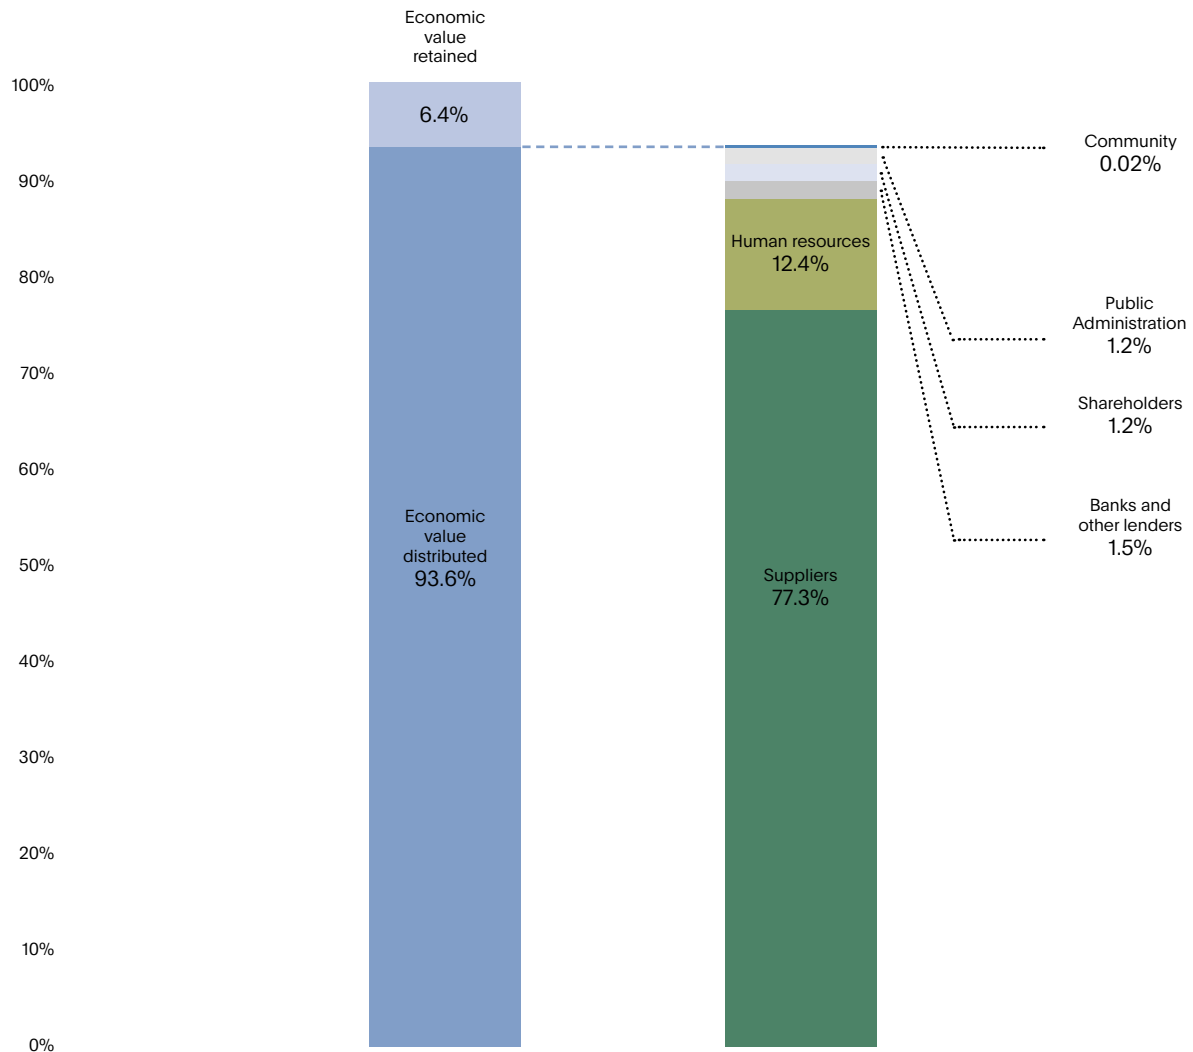 Economic
value
retained
100%
90%
80%
70%
60%
50%
40%
30%
20%
10%
0%
6.4%
Economic
value
distributed
93.6%
Human resources
12.4%
Suppliers
77.3%
Community
0.02%
Public
Administration
1.2%
Shareholders
1.2%
Banks and
other lenders
1.5%